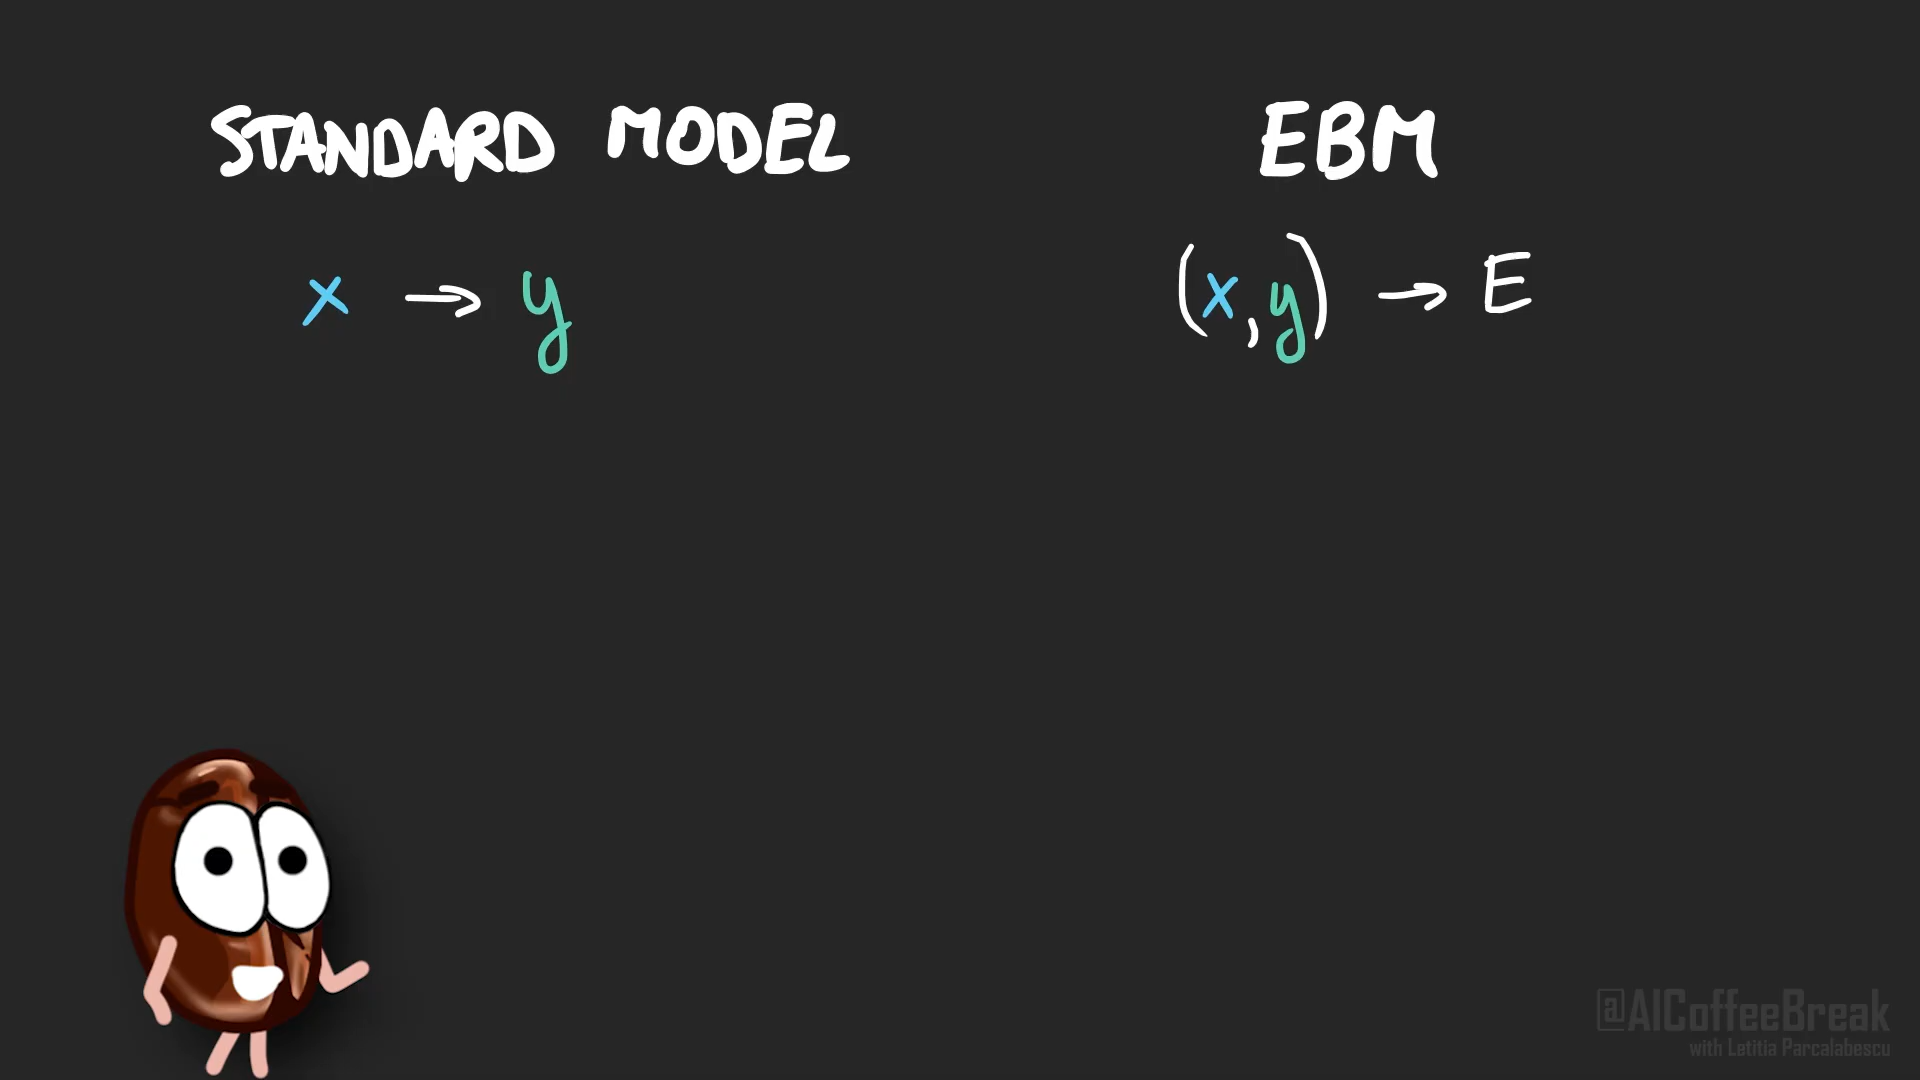 STANDARD MODEL
x → y
EBM
(x, y) → E
@AICoffeeBreak
with Letitia Parcalabescu